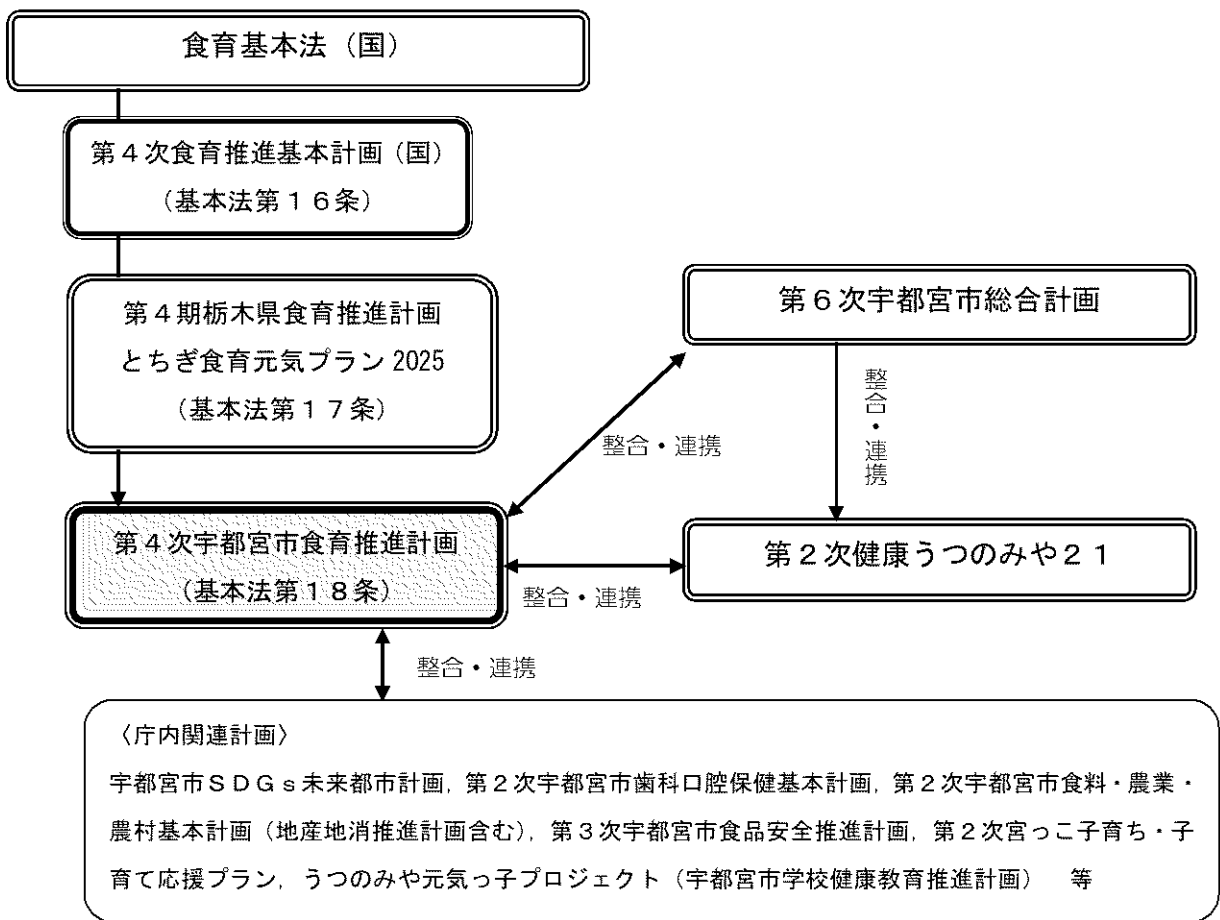 食育基本法（国）
第４次食育推進基本計画（国）
（基本法第１６条）
第４期栃木県食育推進計画
とちぎ食育元気プラン2025
（基本法第１７条）
第６次宇都宮市総合計画
整合・連携
整合・連携
第４次宇都宮市食育推進計画
（基本法第１８条）
整合・連携
第２次健康うつのみや２１
整合・連携
〈庁内関連計画〉
宇都宮市ＳＤＧｓ未来都市計画，第２次宇都宮市歯科口腔保健基本計画，第２次宇都宮市食料・農業・
農村基本計画（地産地消推進計画含む），第３次宇都宮市食品安全推進計画，第２次宮っこ子育ち・子
育て応援プラン，うつのみや元気っ子プロジェクト（宇都宮市学校健康教育推進計画）　等